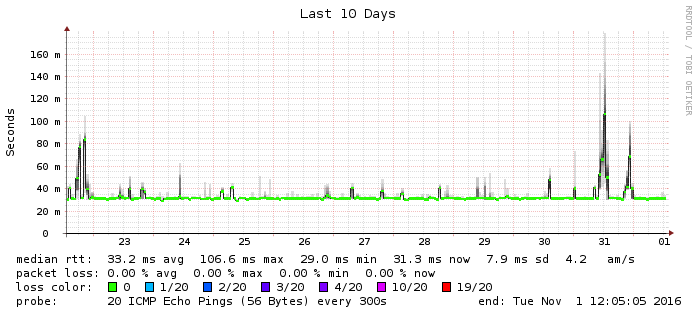 Last 10 Days
RRDTOOL / TOBI OETIKER
Seconds
160 m
140 m
120 m
100 m
80 m
60 m
40 m
20 m
0
23 24 25 26 27 28 29 30 31 01
median rtt: 33.2 ms avg 106.6 ms max 29.0 ms min 31.3 ms now 7.9 ms sd 4.2 am/s
packet loss: 0.00 % avg 0.00 % max 0.00 % min 0.00 % now
loss color: 0 1/20 2/20 3/20 4/20 10/20 19/20
probe: 20 ICMP Echo Pings (56 Bytes) every 300s end: Tue Nov 1 12:05:05 2016